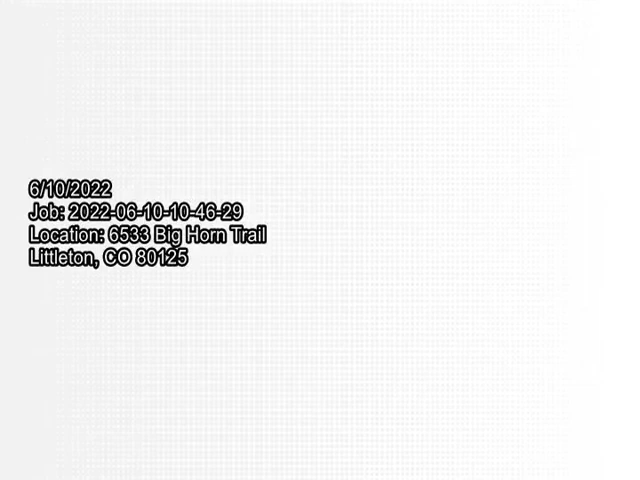 6/10/2022
Job: 2022-06-10-10-46-29
Location: 6533 Big Horn Trail
Littleton, CO 80125